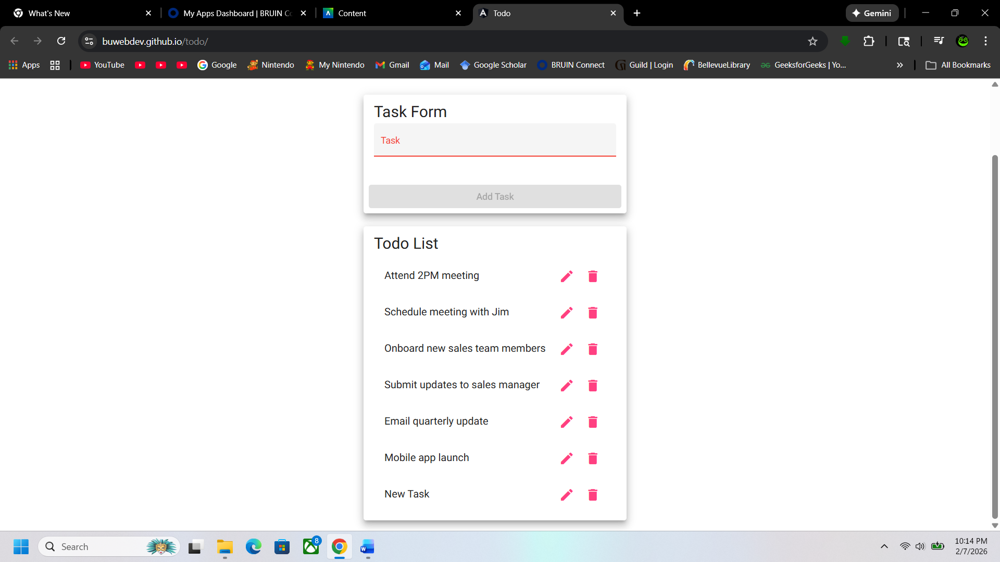 What's New
My Apps Dashboard | BRUIN Co
Content
Todo
Gemini
buwebdev.github.io/todo/
Apps
YouTube
Google
Nintendo
My Nintendo
Gmail
Mail
Google Scholar
BRUIN Connect
Guild | Login
BellevueLibrary
GeeksforGeeks | Yo...
All Bookmarks
Task Form
Task
Add Task
Todo List
Attend 2PM meeting
Schedule meeting with Jim
Onboard new sales team members
Submit updates to sales manager
Email quarterly update
Mobile app launch
New Task
Search
8
10:14 PM
2/7/2026